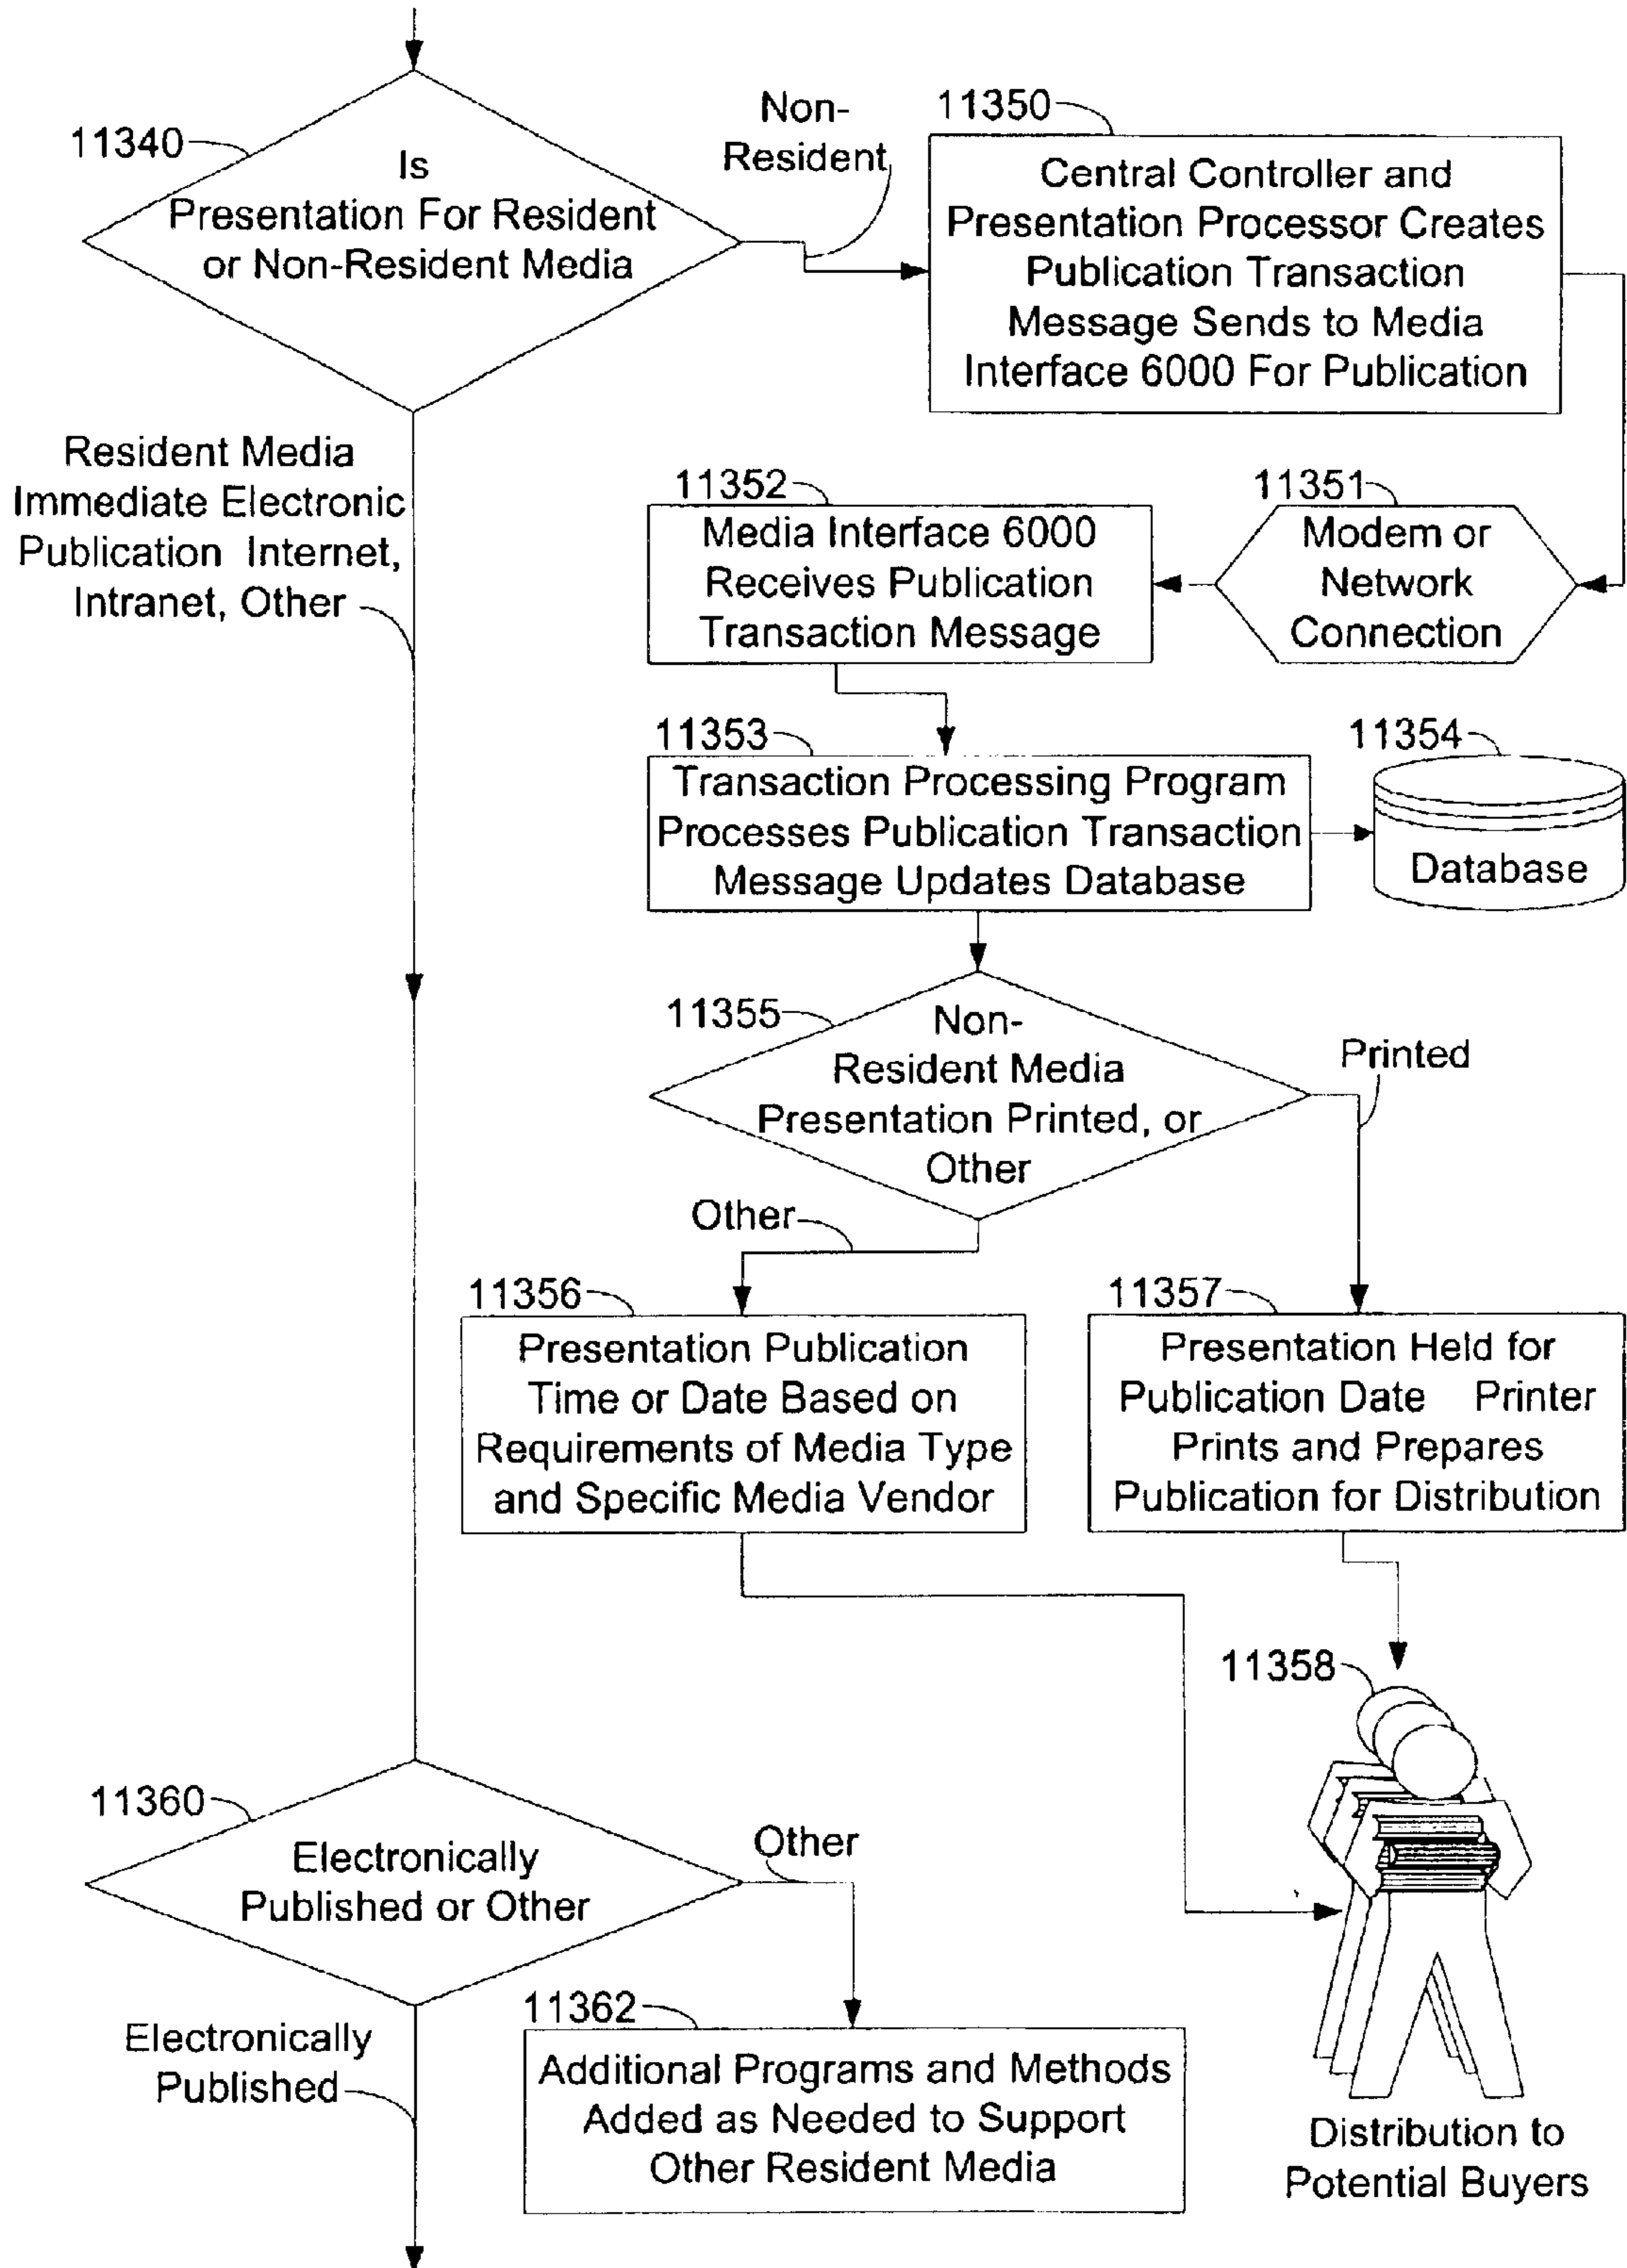 11340
Is
Presentation For Resident
or Non-Resident Media
Non-
Resident
11350
Central Controller and
Presentation Processor Creates
Publication Transaction
Message Sends to Media
Interface 6000 For Publication
Resident Media
Immediate Electronic
Publication Internet,
Intranet, Other
11351
Modem or
Network
Connection
11352
Media Interface 6000
Receives Publication
Transaction Message
11353
Transaction Processing Program
Processes Publication Transaction
Message Updates Database
11354
Database
11355
Non-
Resident Media
Presentation Printed, or
Other
Printed
Other
11356
Presentation Publication
Time or Date Based on
Requirements of Media Type
and Specific Media Vendor
11357
Presentation Held for
Publication Date Printer
Prints and Prepares
Publication for Distribution
11358
Distribution to
Potential Buyers
11360
Electronically
Published or Other
Other
11362
Additional Programs and Methods
Added as Needed to Support
Other Resident Media
Electronically
Published